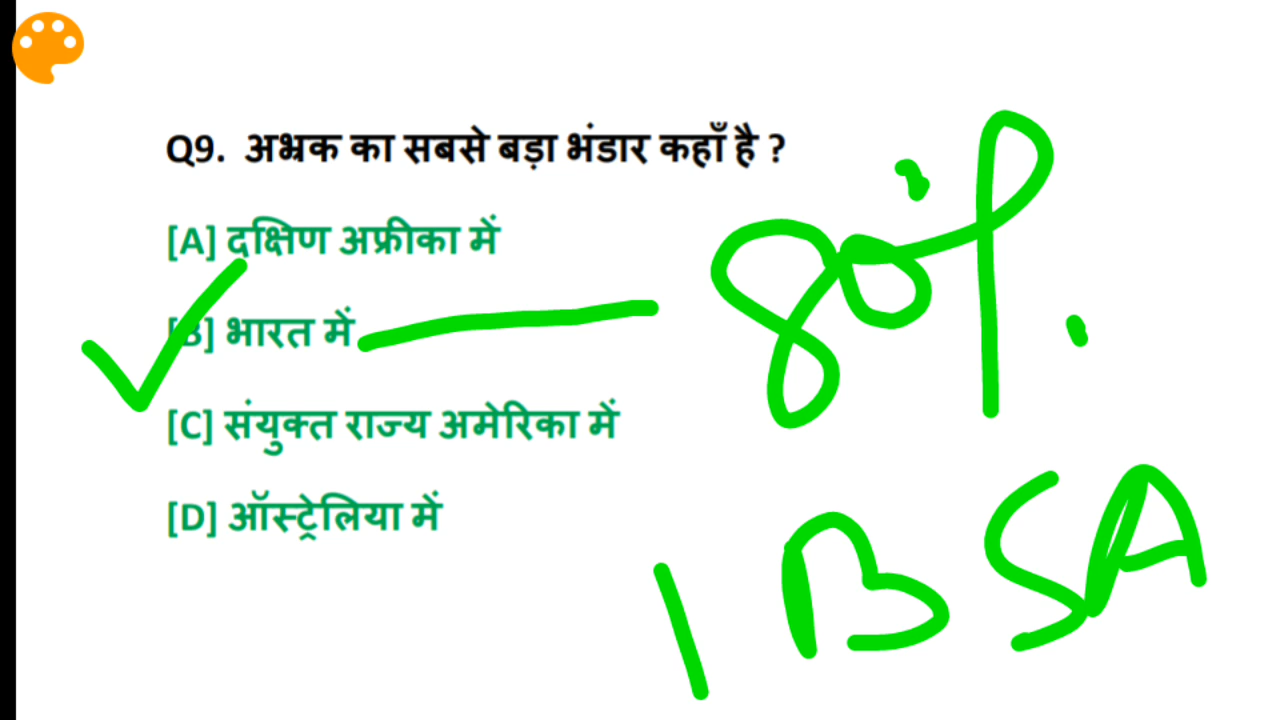 Q9. अभ्रक का सबसे बड़ा भंडार कहाँ है ?
[A] दक्षिण अफ्रीका में
[B] भारत में
80%.
[C] संयुक्त राज्य अमेरिका में
[D] ऑस्ट्रेलिया में
IBSA